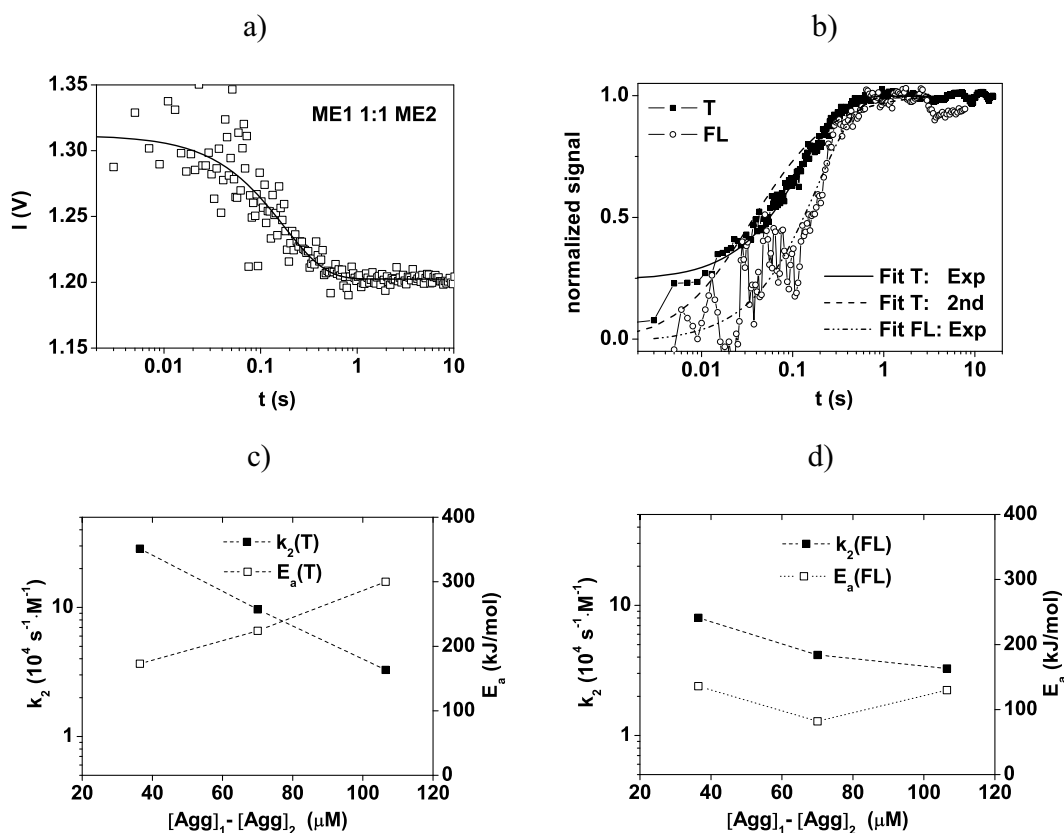 a)
1.35
1.30
1.25
1.20
1.15
I (V)
ME1 1:1 ME2
0.01 0.1 1 10
t (s)
b)
1.0
0.5
0.0
normalized signal
T
FL
Fit T: Exp
Fit T: 2nd
Fit FL: Exp
0.01 0.1 1 10
t (s)
c)
10
1
k₂ (10⁴ s⁻¹·M⁻¹)
k₂(T)
Eₐ(T)
400
300
200
100
0
Eₐ (kJ/mol)
20 40 60 80 100 120
[Agg]₁- [Agg]₂ (µM)
d)
10
1
k₂ (10⁴ s⁻¹·M⁻¹)
k₂(FL)
Eₐ(FL)
400
300
200
100
0
Eₐ (kJ/mol)
20 40 60 80 100 120
[Agg]₁- [Agg]₂ (µM)